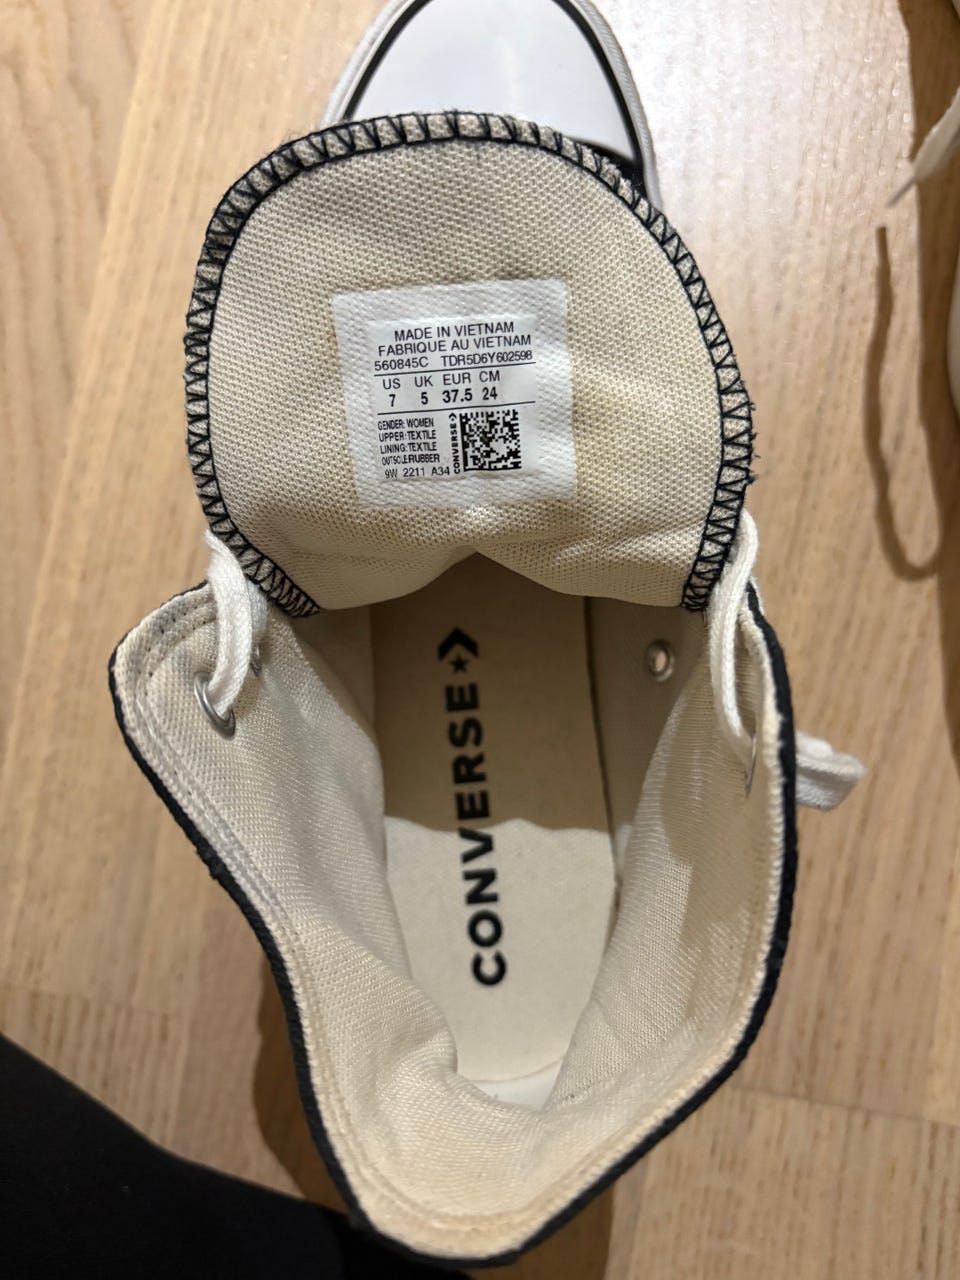 MADE IN VIETNAM
FABRIQUE AU VIETNAM
560845C TDR5D6Y602598
US UK EUR CM
7 5 37.5 24
GENDER: WOMEN
UPPER: TEXTILE
LINING: TEXTILE
OUTSOLE:RUBBER
9W 2211 A34
CONVERSE
CONVERSE